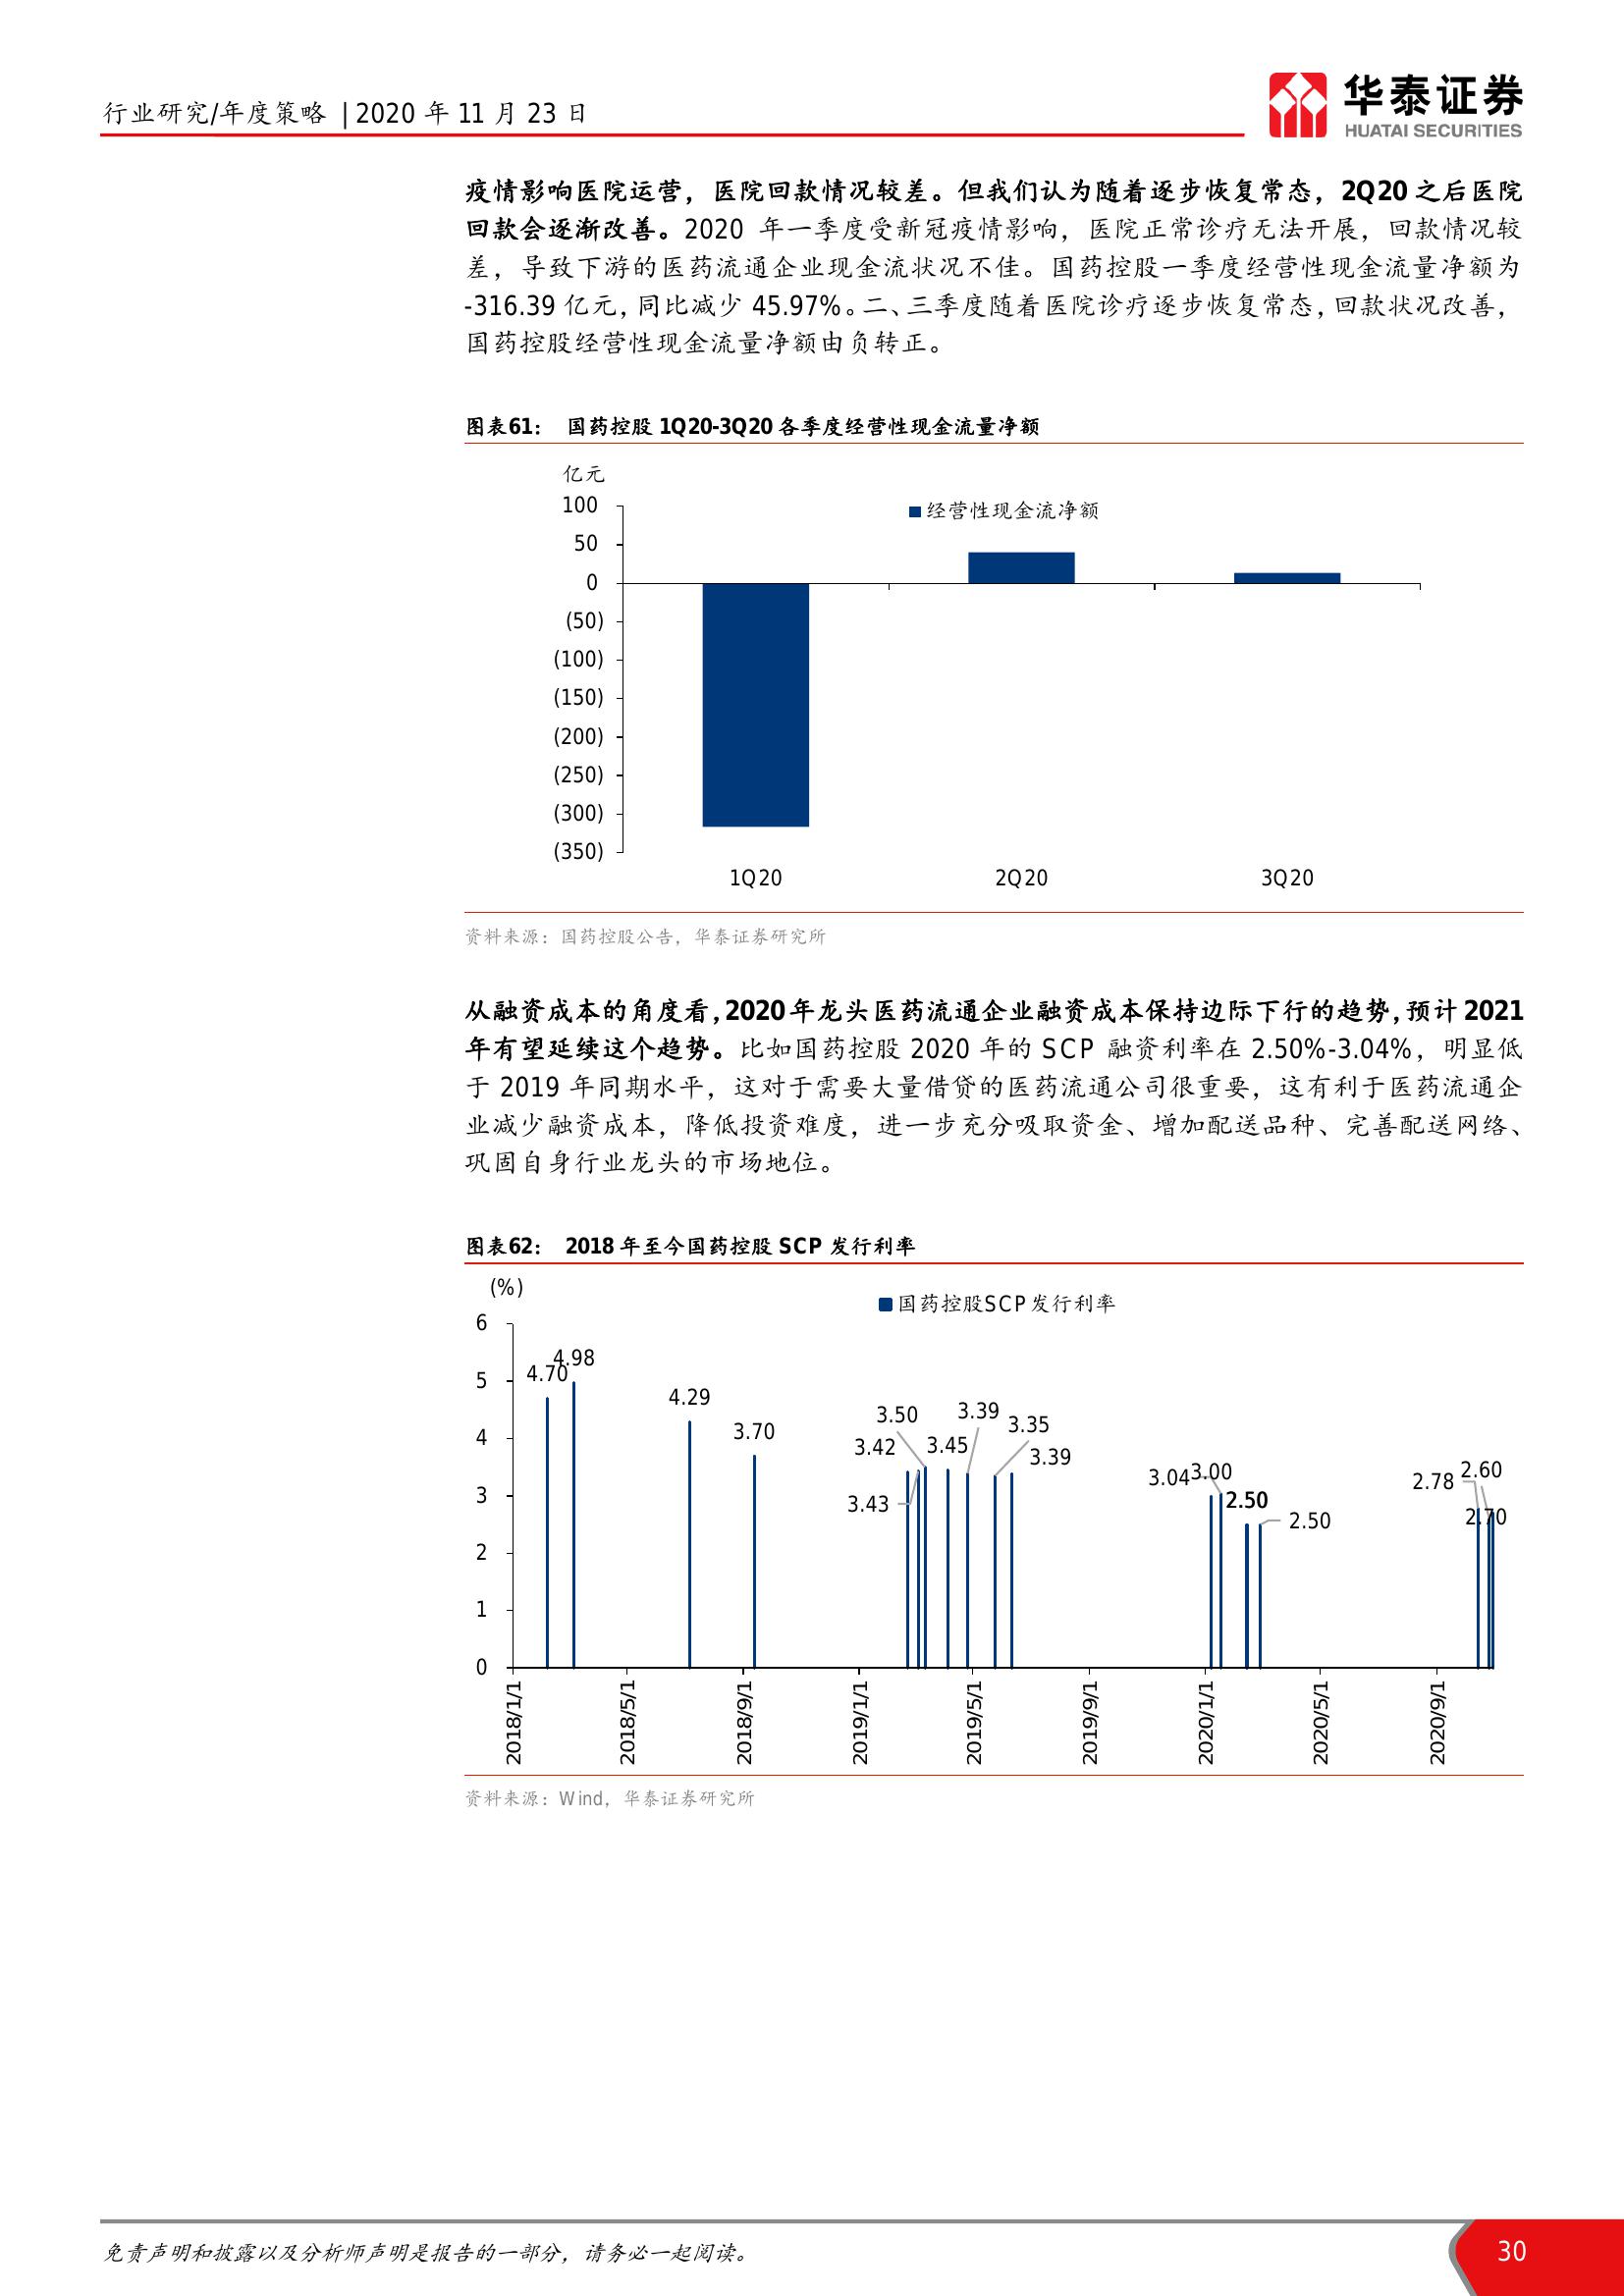 行业研究/年度策略 | 2020 年 11 月 23 日
华泰证券
HUATAI SECURITIES
疫情影响医院运营，医院回款情况较差。但我们认为随着逐步恢复常态，2Q20 之后医院
回款会逐渐改善。2020 年一季度受新冠疫情影响，医院正常诊疗无法开展，回款情况较
差，导致下游的医药流通企业现金流状况不佳。国药控股一季度经营性现金流量净额为
-316.39 亿元，同比减少 45.97%。二、三季度随着医院诊疗逐步恢复常态，回款状况改善，
国药控股经营性现金流量净额由负转正。
图表61： 国药控股 1Q20-3Q20 各季度经营性现金流量净额
亿元
经营性现金流净额
100
50
0
(50)
(100)
(150)
(200)
(250)
(300)
(350)
1Q20 2Q20 3Q20
资料来源：国药控股公告，华泰证券研究所
从融资成本的角度看，2020 年龙头医药流通企业融资成本保持边际下行的趋势，预计 2021
年有望延续这个趋势。比如国药控股 2020 年的 SCP 融资利率在 2.50%-3.04%，明显低
于 2019 年同期水平，这对于需要大量借贷的医药流通公司很重要，这有利于医药流通企
业减少融资成本，降低投资难度，进一步充分吸取资金、增加配送品种、完善配送网络、
巩固自身行业龙头的市场地位。
图表62： 2018 年至今国药控股 SCP 发行利率
(%)
国药控股SCP发行利率
6
5
4
3
2
1
0
4.70
4.98
4.29
3.70
3.42
3.43
3.50
3.45
3.39
3.35
3.39
3.04
3.00
2.50
2.50
2.78
2.60
2.70
2018/1/1
2018/5/1
2018/9/1
2019/1/1
2019/5/1
2019/9/1
2020/1/1
2020/5/1
2020/9/1
资料来源：Wind，华泰证券研究所
免责声明和披露以及分析师声明是报告的一部分，请务必一起阅读。
30